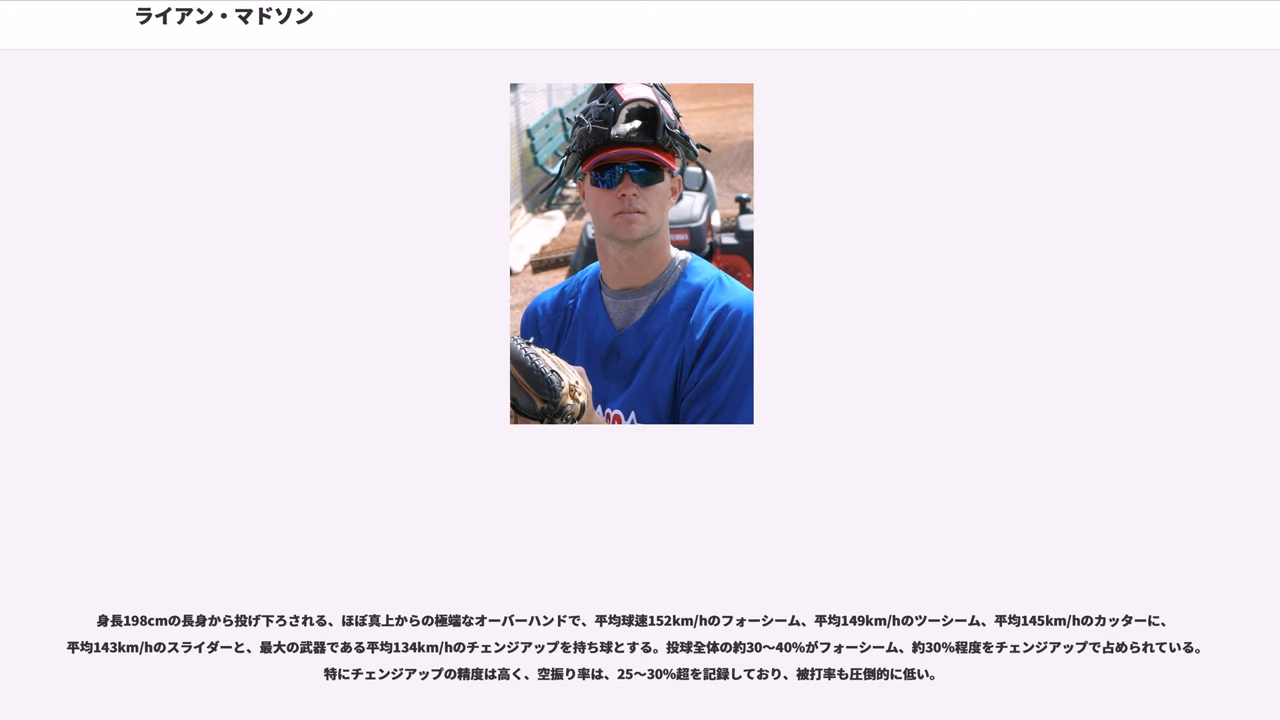 ライアン・マドソン
身長198cmの長身から投げ下ろされる、ほぼ真上からの極端なオーバーハンドで、平均球速152km/hのフォーシーム、平均149km/hのツーシーム、平均145km/hのカッターに、
平均143km/hのスライダーと、最大の武器である平均134km/hのチェンジアップを持ち球とする。投球全体の約30〜40%がフォーシーム、約30%程度をチェンジアップで占められている。
特にチェンジアップの精度は高く、空振り率は、25〜30%超を記録しており、被打率も圧倒的に低い。